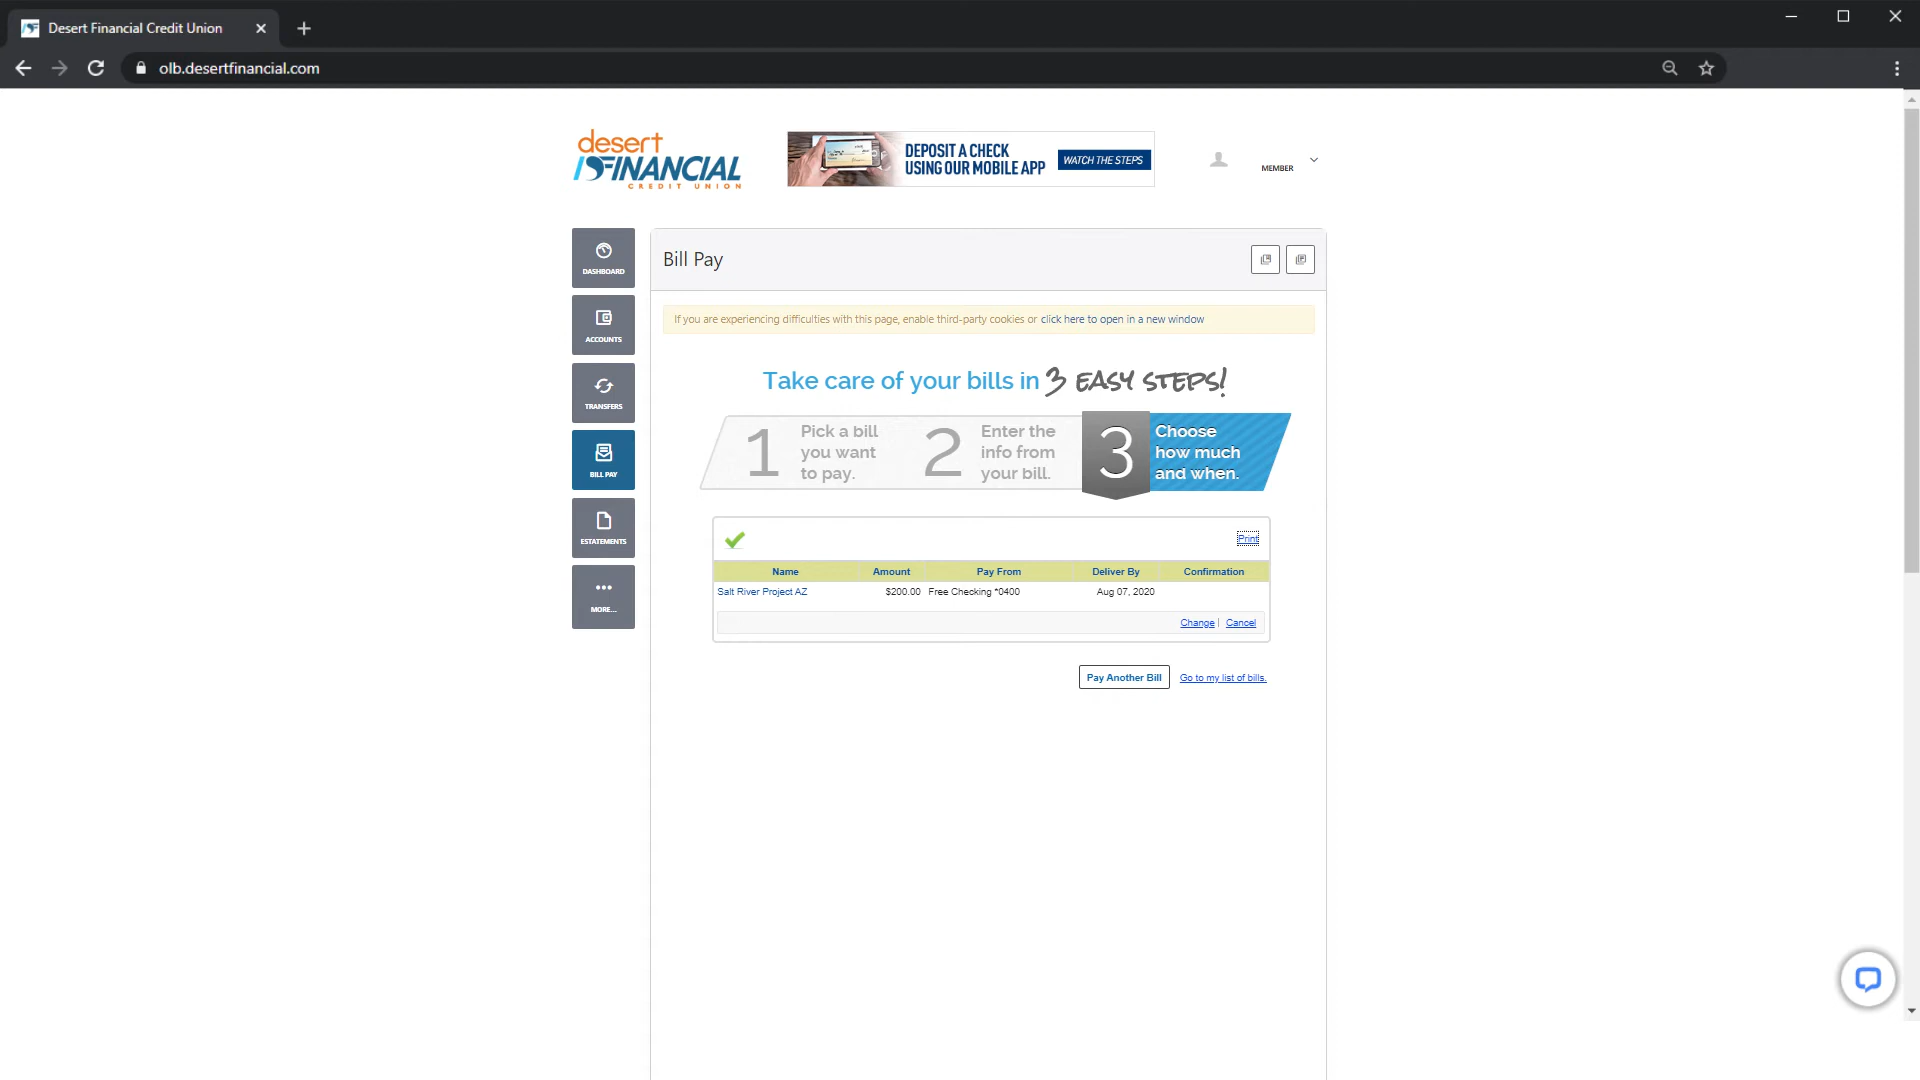 Desert Financial Credit Union
olb.desertfinancial.com
desert
FINANCIAL
CREDIT UNION
DEPOSIT A CHECK
USING OUR MOBILE APP
WATCH THE STEPS
MEMBER
DASHBOARD
ACCOUNTS
TRANSFERS
BILL PAY
ESTATEMENTS
MORE...
Bill Pay
If you are experiencing difficulties with this page, enable third-party cookies or click here to open in a new window
Take care of your bills in 3 EASY STEPS!
1 Pick a bill
you want
to pay.
2 Enter the
info from
your bill.
3 Choose
how much
and when.
Print
Name Amount Pay From Deliver By Confirmation
Salt River Project AZ $200.00 Free Checking *0400 Aug 07, 2020
Change | Cancel
Pay Another Bill Go to my list of bills.